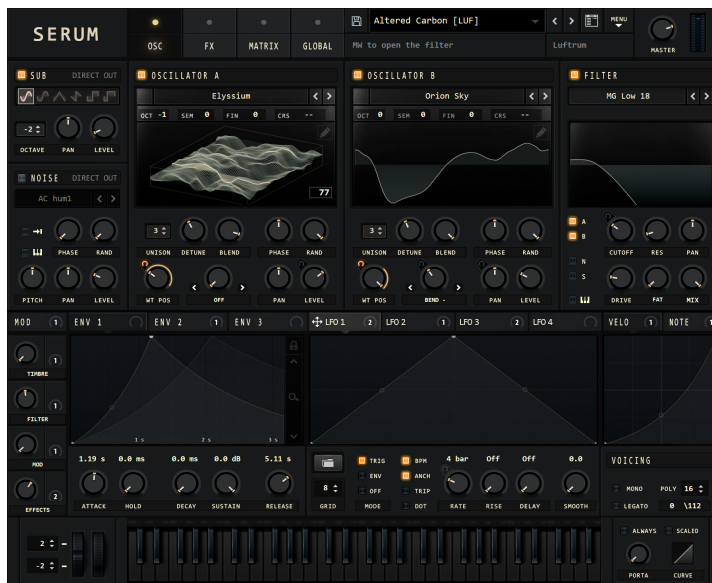 SERUM
OSC
FX
MATRIX
GLOBAL
Altered Carbon [LUF]
MENU
MW to open the filter
Luftrum
MASTER
SUB DIRECT OUT
-2
OCTAVE PAN LEVEL
NOISE DIRECT OUT
AC hum1
PHASE RAND
PITCH PAN LEVEL
OSCILLATOR A
Elyssium
OCT -1 SEM 0 FIN 0 CRS --
77
3
UNISON DETUNE BLEND PHASE RAND
OFF
WT POS PAN LEVEL
OSCILLATOR B
Orion Sky
OCT 0 SEM 0 FIN 0 CRS --
3
UNISON DETUNE BLEND PHASE RAND
BEND -
WT POS PAN LEVEL
FILTER
MG Low 18
A
B
N
S
CUTOFF RES PAN
DRIVE FAT MIX
MOD 1 ENV 1 ENV 2 1 ENV 3 LFO 1 2 LFO 2 1 LFO 3 2 LFO 4 VELO 1 NOTE
1
TIMBRE
1
FILTER
1
MOD
2
EFFECTS
1 s 2 s 3 s
1.19 s 0.0 ms 0.0 ms 0.0 dB 5.11 s
ATTACK HOLD DECAY SUSTAIN RELEASE
8
GRID
TRIG
ENV
OFF
MODE
BPM
ANCH
TRIP
DOT
4 bar Off Off 0.0
RATE RISE DELAY SMOOTH
VOICING
MONO POLY 16
LEGATO 0 \112
ALWAYS SCALED
PORTA CURVE
2
-2